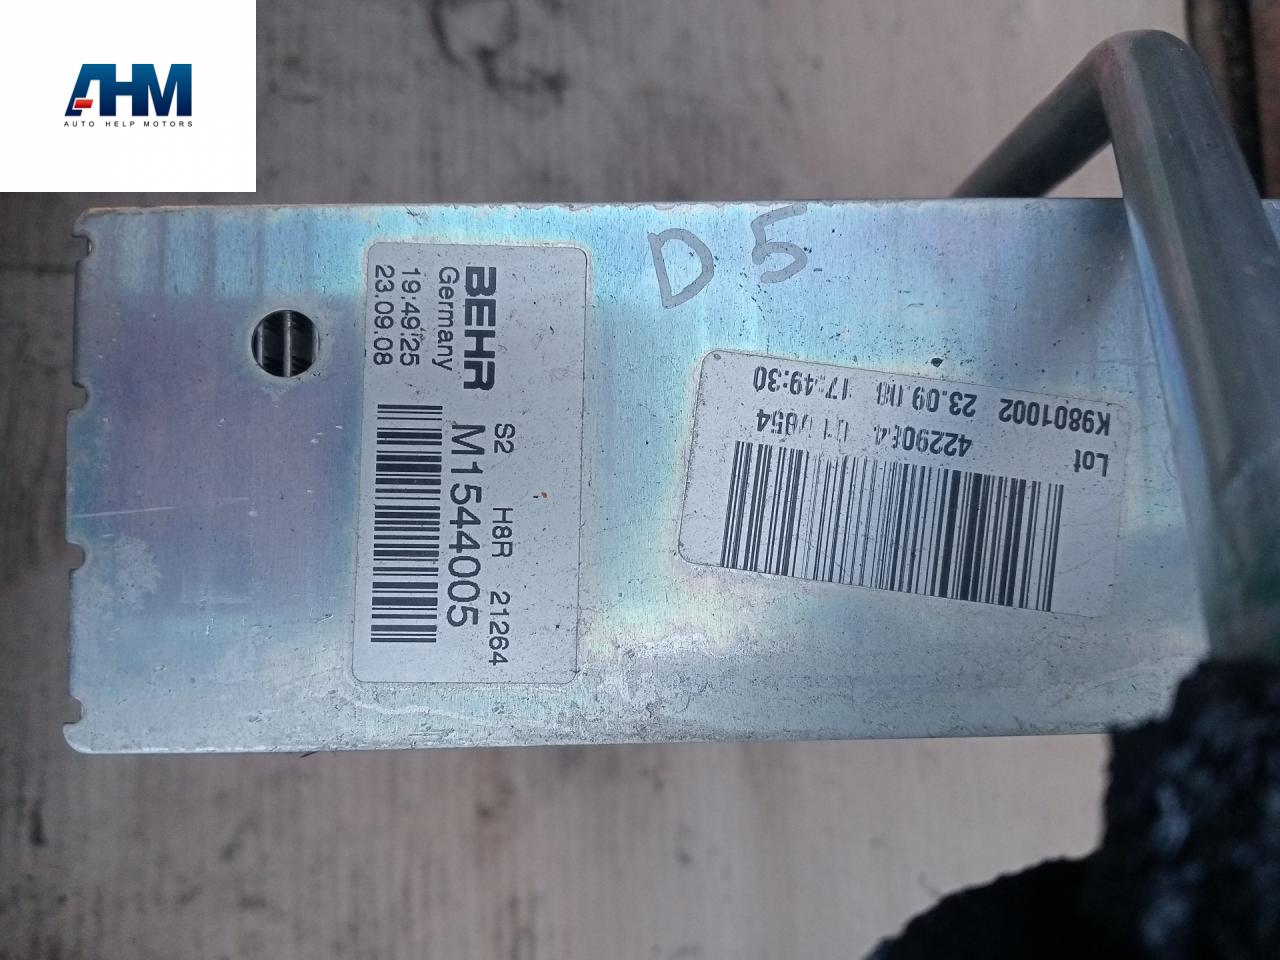 AHM
AUTO HELP MOTORS
D5
BEHR
Germany
19:49:25
23.09.08
S2 H8R 21264
M1544005
Lot
K9801002 23.09.08 17:49:30